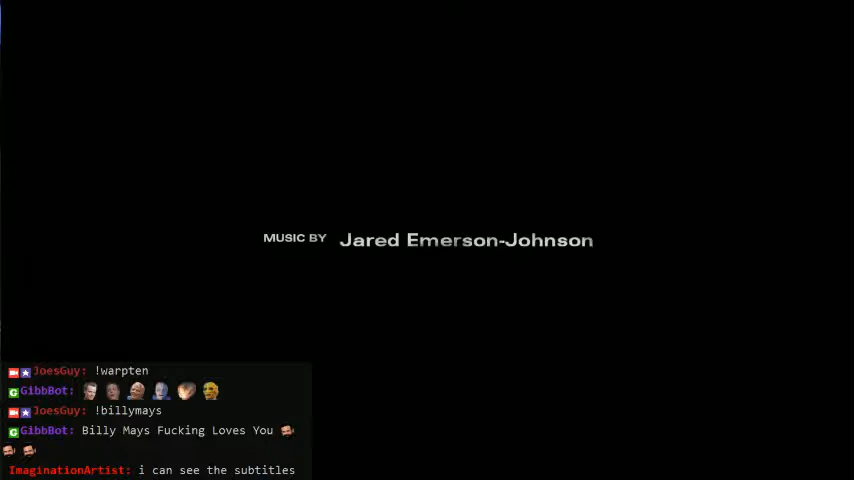 MUSIC BY Jared Emerson-Johnson
JoesGuy: !warpten
GibbBot:
JoesGuy: !billymays
GibbBot: Billy Mays Fucking Loves You
ImaginationArtist: i can see the subtitles